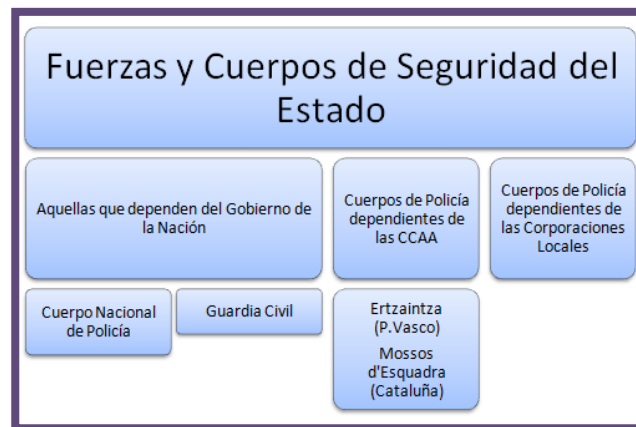 Fuerzas y Cuerpos de Seguridad del
Estado
Aquellas que dependen del Gobierno de
la Nación
Cuerpos de Policía
dependientes de
las CCAA
Cuerpos de Policía
dependientes de
las Corporaciones
Locales
Cuerpo Nacional
de Policía
Guardia Civil
Ertzaintza
(P.Vasco)
Mossos
d'Esquadra
(Cataluña)